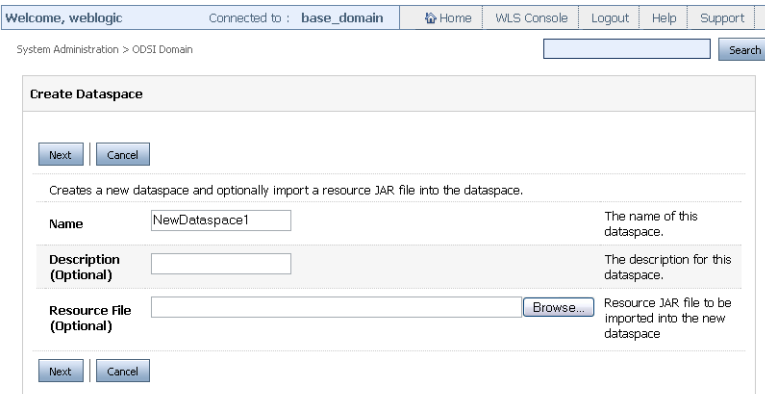 Welcome, weblogic Connected to : base_domain Home WLS Console Logout Help Support
System Administration > ODSI Domain Search
Create Dataspace
Next Cancel
Creates a new dataspace and optionally import a resource JAR file into the dataspace.
Name NewDataspace1 The name of this
dataspace.
Description The description for this
(Optional) dataspace.
Resource File Browse... Resource JAR file to be
(Optional) imported into the new
dataspace
Next Cancel